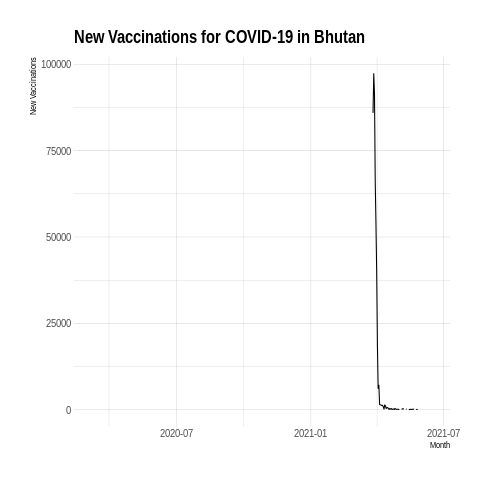 New Vaccinations for COVID-19 in Bhutan
New Vaccinations
100000
75000
50000
25000
0
2020-07 2021-01 2021-07
Month